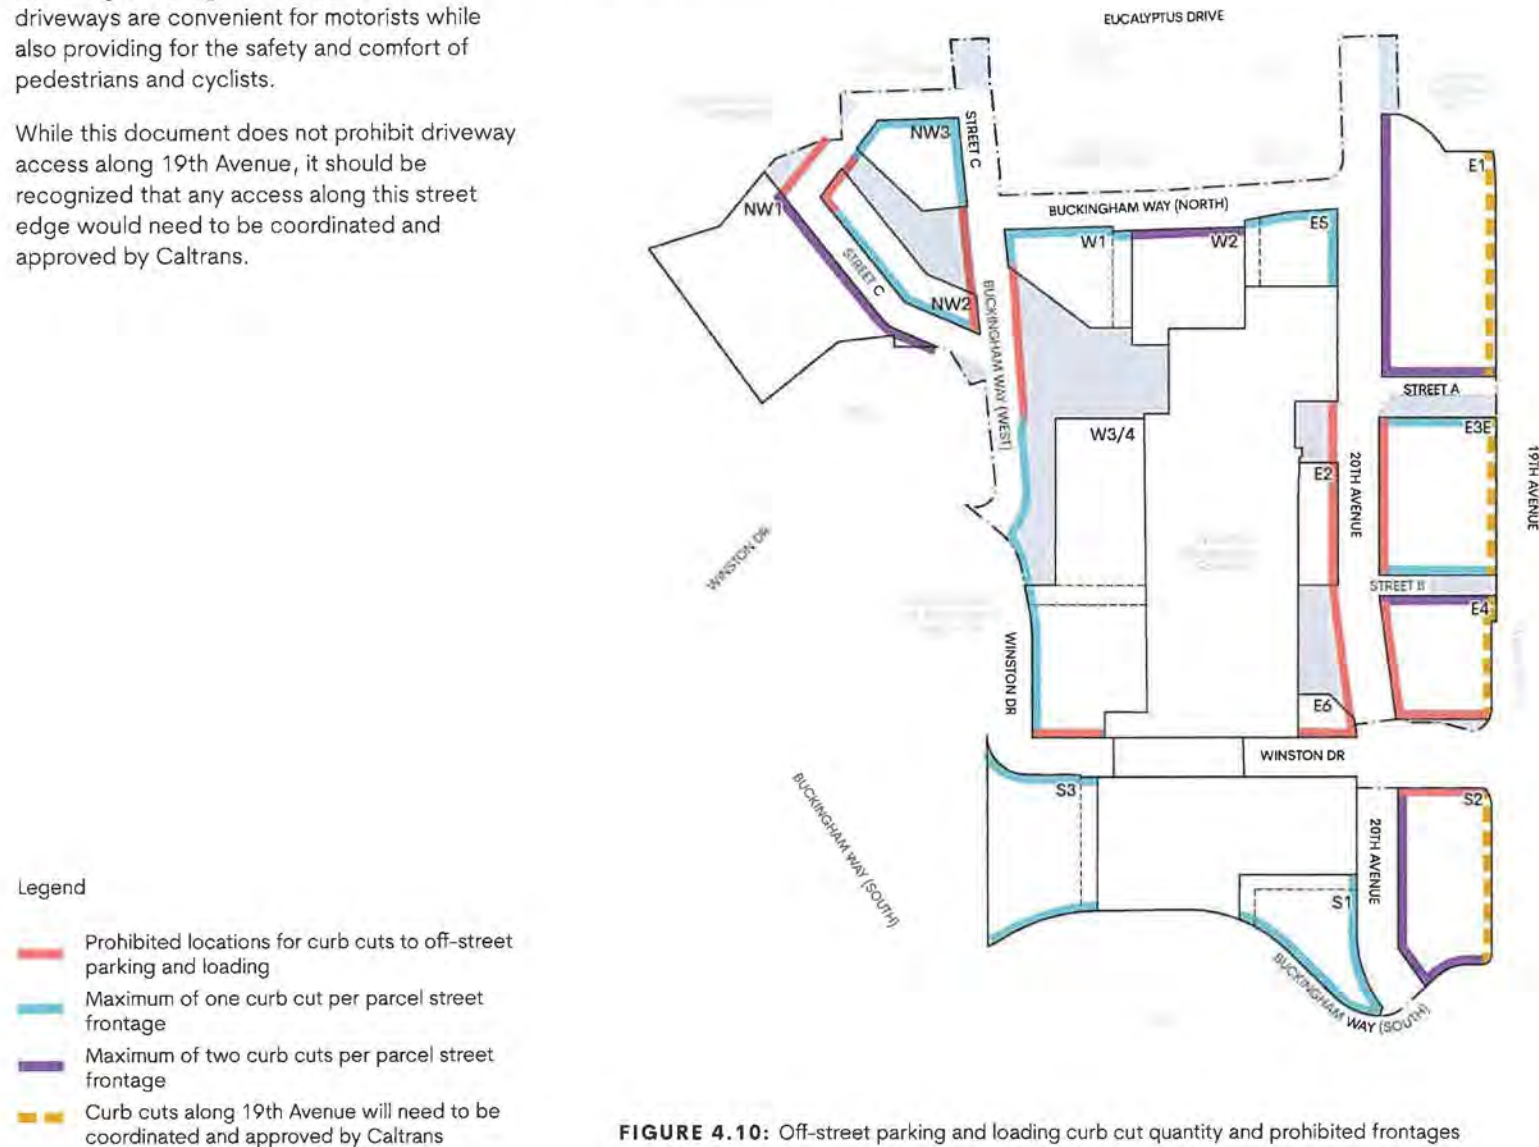 driveways are convenient for motorists while
also providing for the safety and comfort of
pedestrians and cyclists.
While this document does not prohibit driveway
access along 19th Avenue, it should be
recognized that any access along this street
edge would need to be coordinated and
approved by Caltrans.
EUCALYPTUS DRIVE
NW3
STREET C
E1
NW1
BUCKINGHAM WAY (NORTH)
W1
W2
E5
STREET C
NW2
BUCKINGHAM WAY (WEST)
STREET A
W3/4
E3E
E2
20TH AVENUE
19TH AVENUE
WINSTON DR
STREET B
E4
WINSTON DR
E6
WINSTON DR
S3
S2
BUCKINGHAM WAY (SOUTH)
20TH AVENUE
S1
BUCKINGHAM WAY (SOUTH)
Legend
Prohibited locations for curb cuts to off-street
parking and loading
Maximum of one curb cut per parcel street
frontage
Maximum of two curb cuts per parcel street
frontage
Curb cuts along 19th Avenue will need to be
coordinated and approved by Caltrans
FIGURE 4.10: Off-street parking and loading curb cut quantity and prohibited frontages